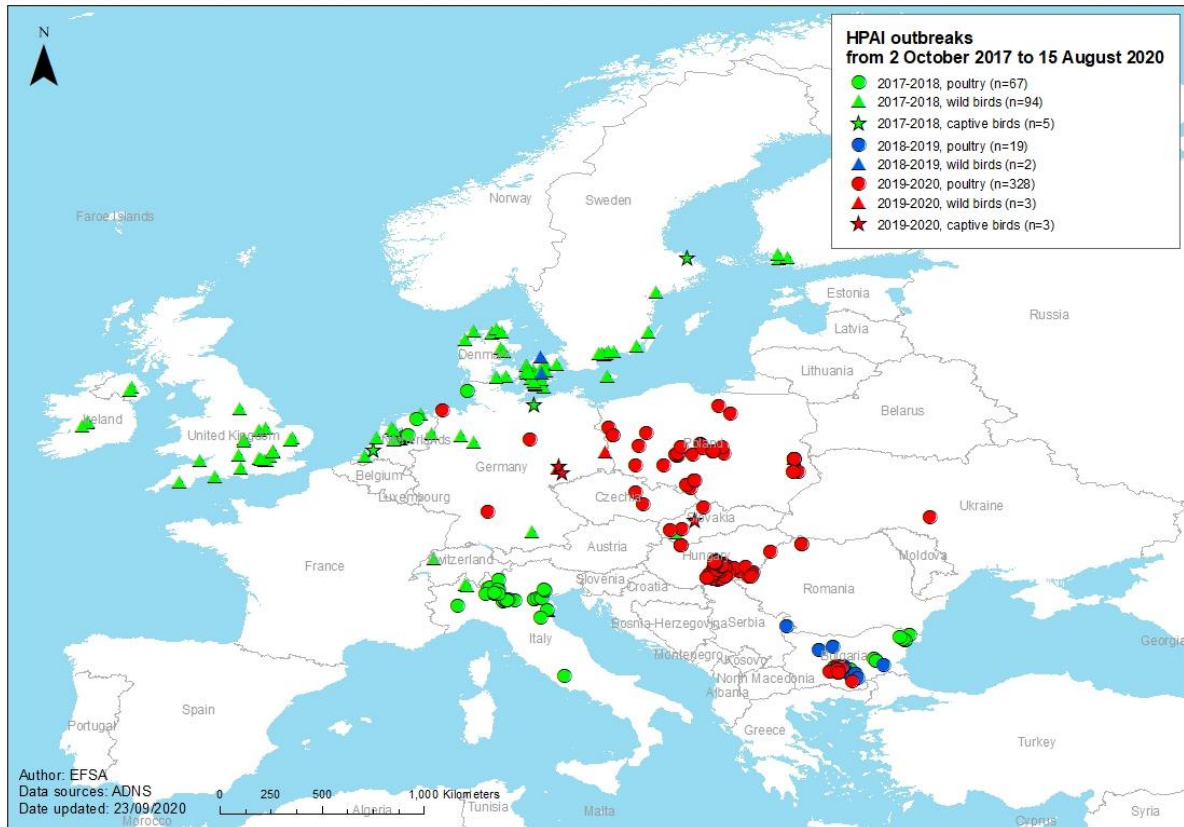 N
HPAI outbreaks
from 2 October 2017 to 15 August 2020
2017-2018, poultry (n=67)
2017-2018, wild birds (n=94)
2017-2018, captive birds (n=5)
2018-2019, poultry (n=19)
2018-2019, wild birds (n=2)
2019-2020, poultry (n=328)
2019-2020, wild birds (n=3)
2019-2020, captive birds (n=3)
Norway
Sweden
Faroe Islands
Estonia
Russia
Latvia
Denmark
Lithuania
Ireland
United Kingdom
Netherlands
Belarus
Poland
Belgium
Germany
Luxembourg
Czechia
Ukraine
Slovakia
France
Switzerland
Austria
Hungary
Moldova
Slovenia
Croatia
Romania
Bosnia-Herzegovina
Serbia
Italy
Montenegro
Kosovo
Bulgaria
Georgia
North Macedonia
Albania
Portugal
Spain
Greece
Turkey
Author: EFSA
Data sources: ADNS
Date updated: 23/09/2020
0 250 500 1,000 Kilometers
Morocco
Algeria
Tunisia
Malta
Cyprus
Syria